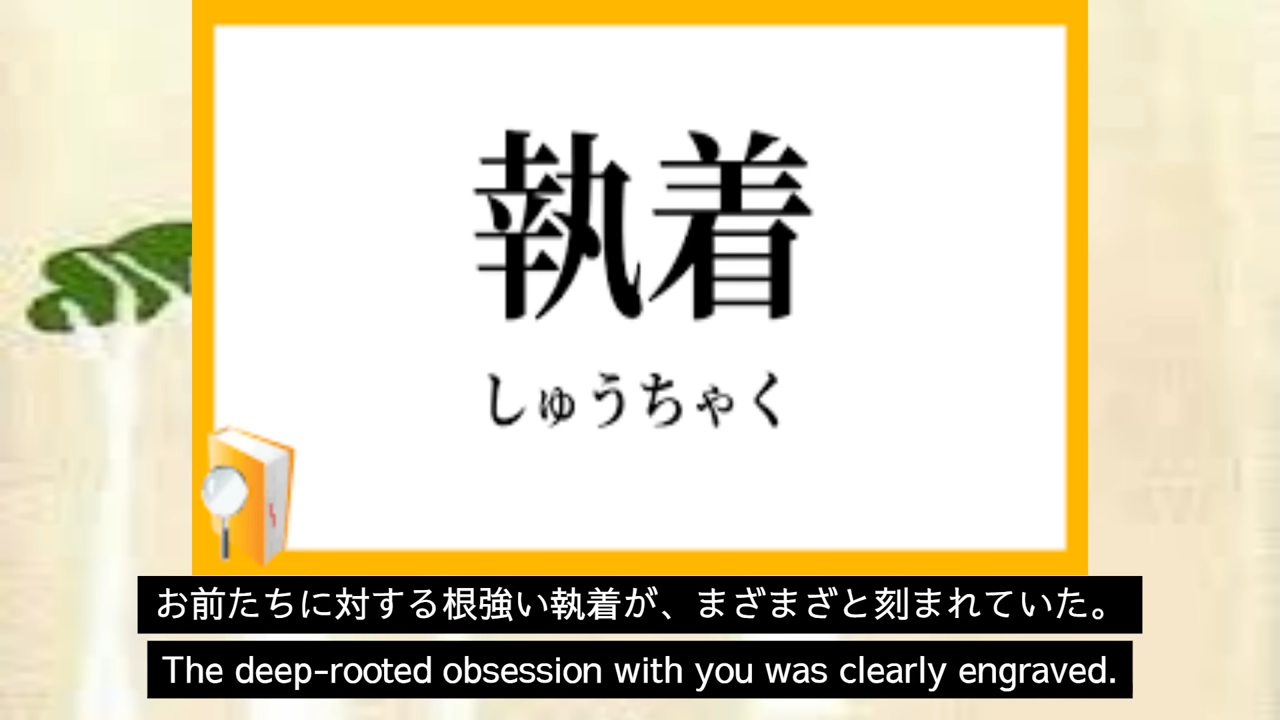 執着
しゅうちゃく
お前たちに対する根強い執着が、まざまざと刻まれていた。
The deep-rooted obsession with you was clearly engraved.